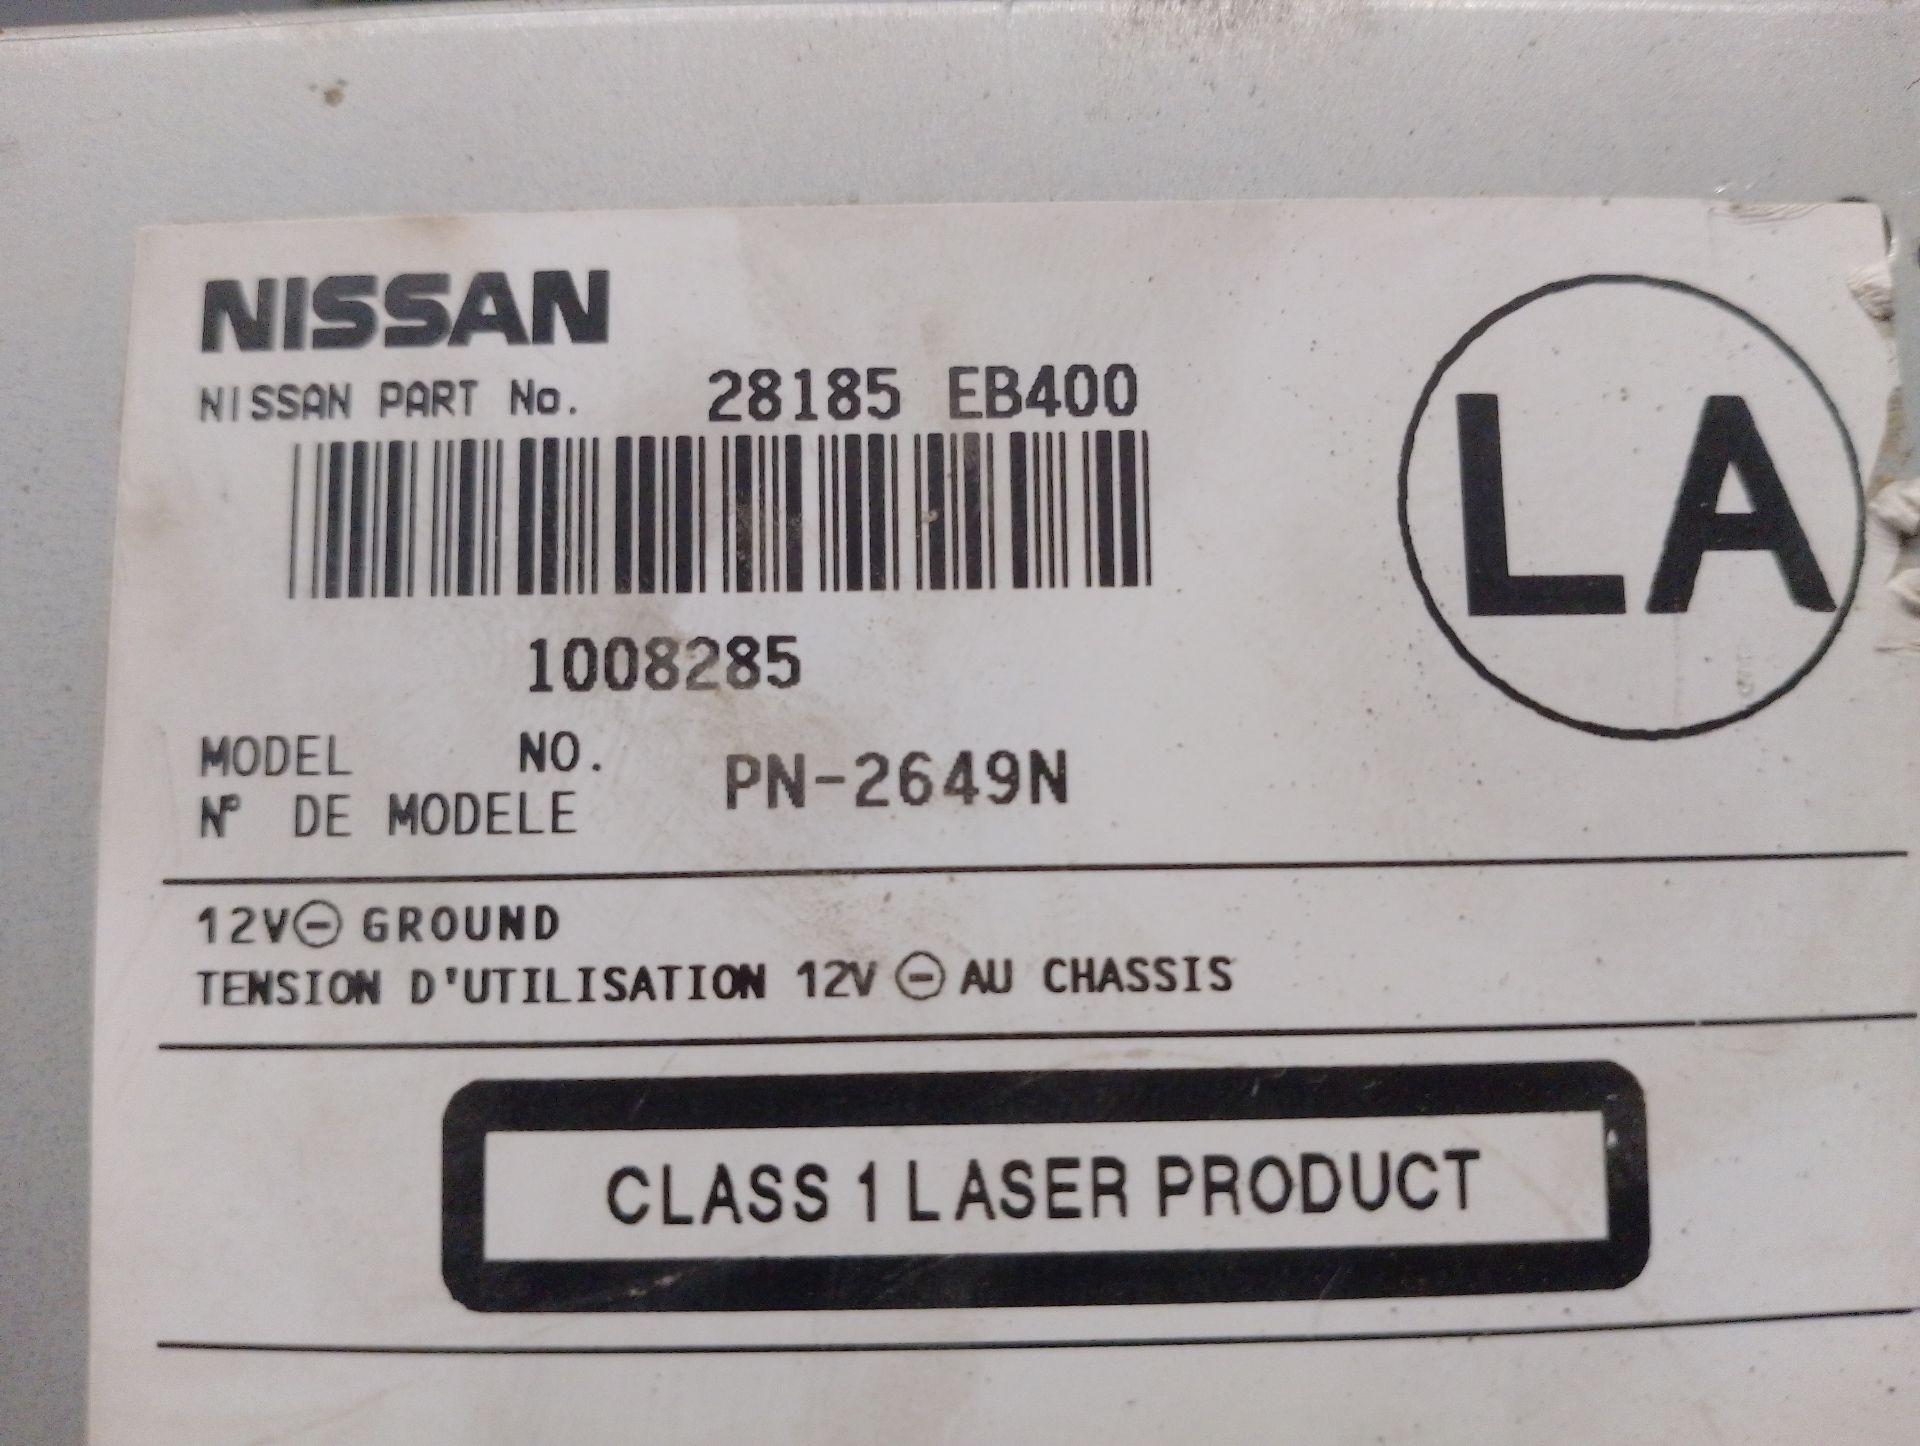 NISSAN
NISSAN PART No. 28185 EB400
LA
1008285
MODEL NO.
Nº DE MODELE
PN-2649N
12V⊖ GROUND
TENSION D'UTILISATION 12V ⊖ AU CHASSIS
CLASS 1 LASER PRODUCT